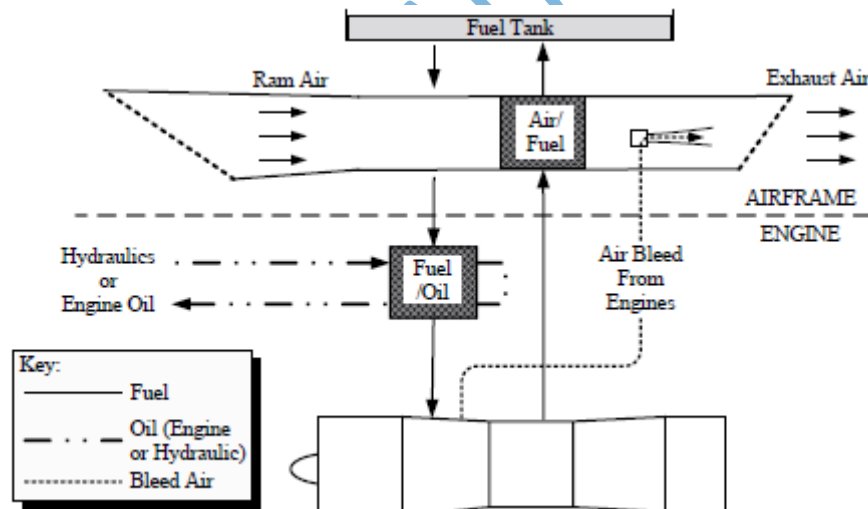 Fuel Tank
Ram Air
Exhaust Air
Air/
Fuel
AIRFRAME
ENGINE
Hydraulics
or
Engine Oil
Fuel
/Oil
Air Bleed
From
Engines
Key:
Fuel
Oil (Engine
or Hydraulic)
Bleed Air